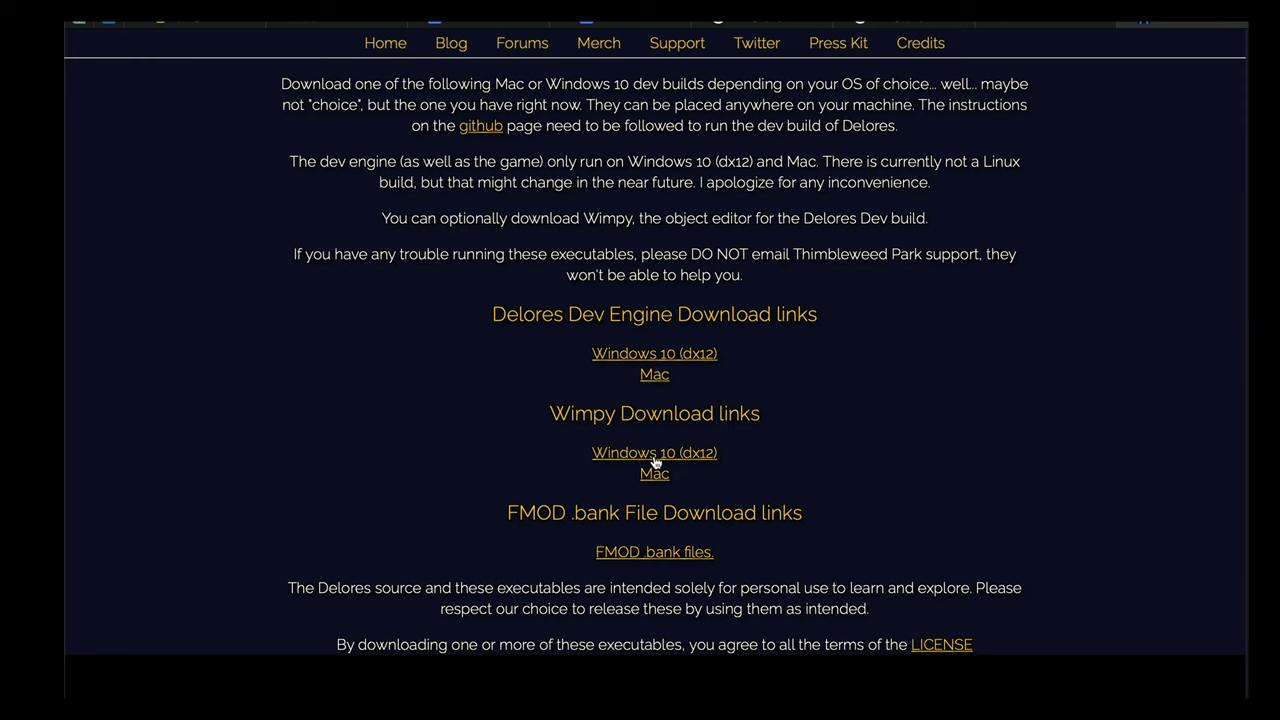 Home Blog Forums Merch Support Twitter Press Kit Credits
Download one of the following Mac or Windows 10 dev builds depending on your OS of choice... well... maybe
not "choice", but the one you have right now. They can be placed anywhere on your machine. The instructions
on the github page need to be followed to run the dev build of Delores.
The dev engine (as well as the game) only run on Windows 10 (dx12) and Mac. There is currently not a Linux
build, but that might change in the near future. I apologize for any inconvenience.
You can optionally download Wimpy, the object editor for the Delores Dev build.
If you have any trouble running these executables, please DO NOT email Thimbleweed Park support, they
won't be able to help you.
Delores Dev Engine Download links
Windows 10 (dx12)
Mac
Wimpy Download links
Windows 10 (dx12)
Mac
FMOD .bank File Download links
FMOD .bank files.
The Delores source and these executables are intended solely for personal use to learn and explore. Please
respect our choice to release these by using them as intended.
By downloading one or more of these executables, you agree to all the terms of the LICENSE